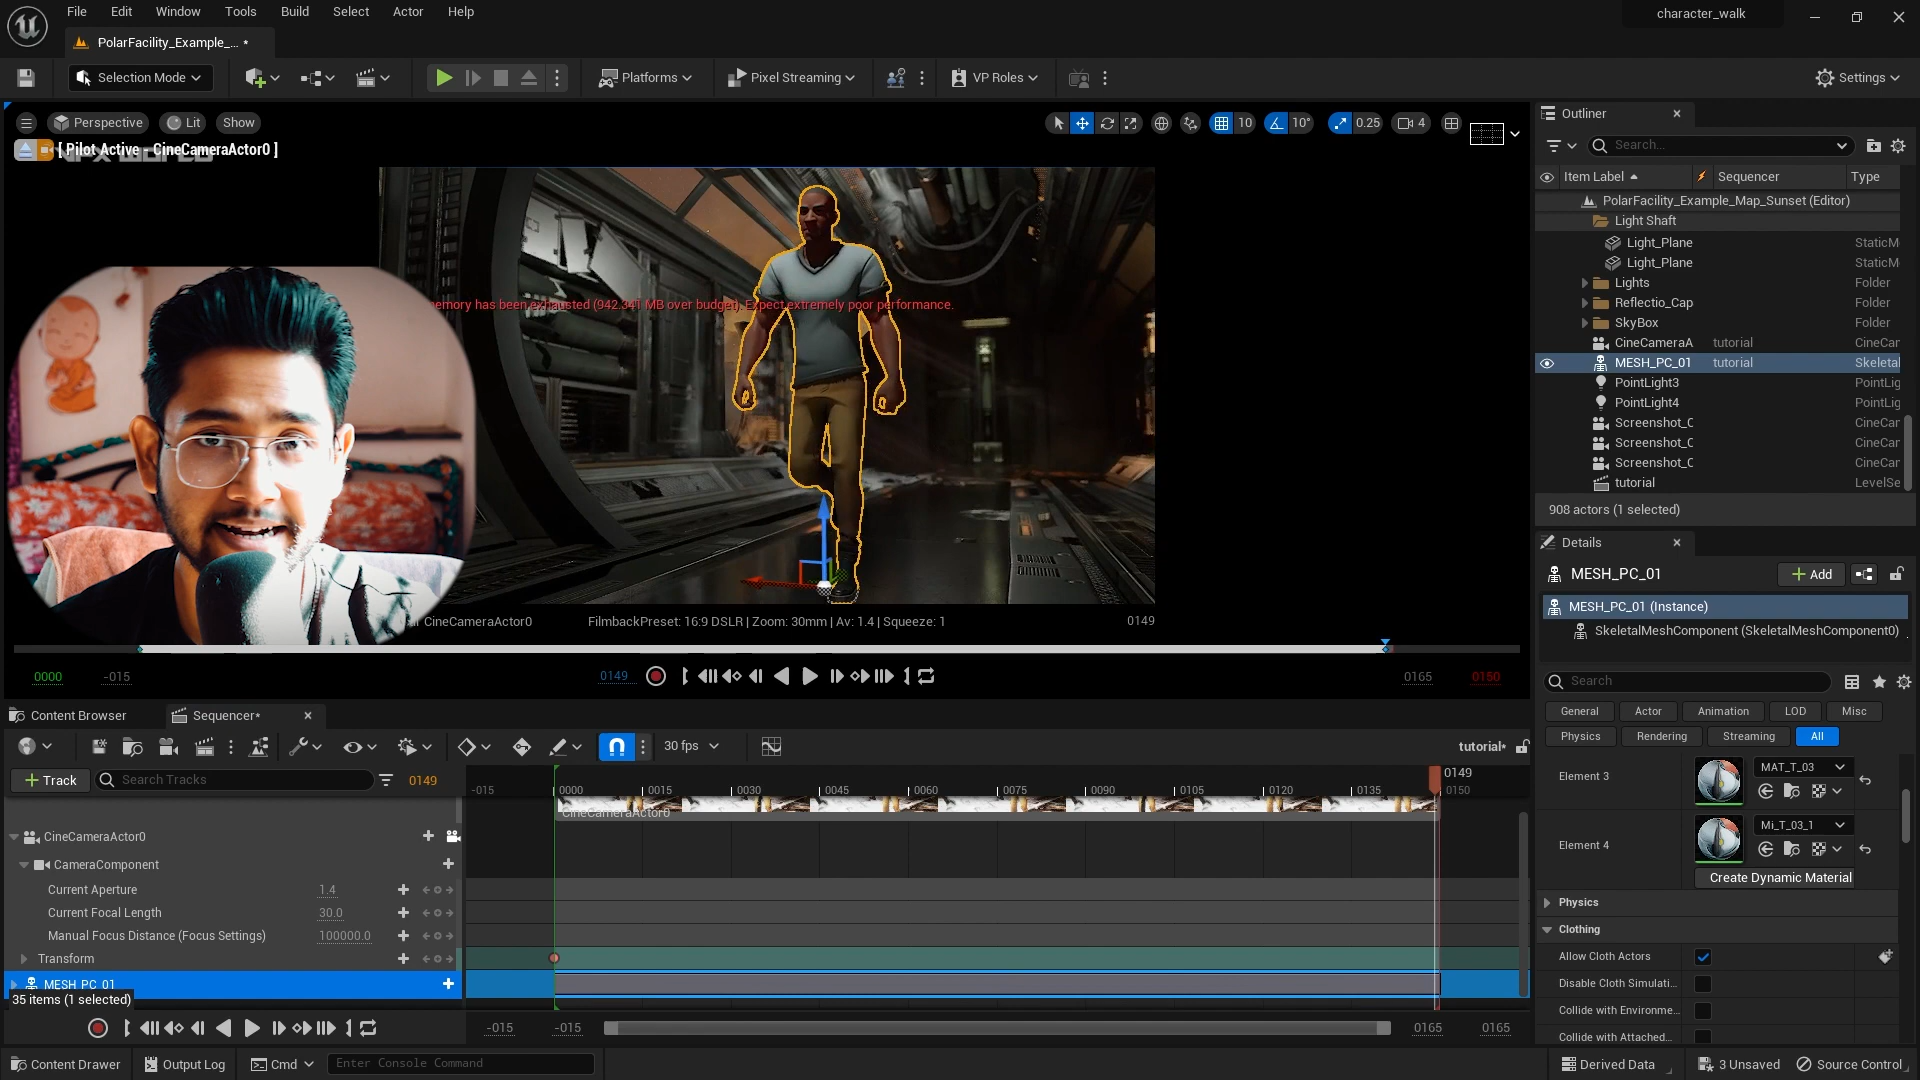 File Edit Window Tools Build Select Actor Help
character_walk
PolarFacility_Example_... •
Selection Mode
Platforms
Pixel Streaming
VP Roles
Settings
Perspective Lit Show
10 10° 0.25 4
[ Pilot Active - CineCameraActor0 ]
VFX WORLD
emory has been exhausted (942.341 MB over budget). Expect extremely poor performance.
CineCameraActor0 FilmbackPreset: 16:9 DSLR | Zoom: 30mm | Av: 1.4 | Squeeze: 1 0149
0000 -015 0149 0165 0150
Outliner
Search...
Item Label Sequencer Type
PolarFacility_Example_Map_Sunset (Editor)
Light Shaft
Light_Plane StaticM
Light_Plane StaticM
Lights Folder
Reflectio_Cap Folder
SkyBox Folder
CineCameraA tutorial CineCar
MESH_PC_01 tutorial Skeletal
PointLight3 PointLig
PointLight4 PointLig
Screenshot_C CineCar
Screenshot_C CineCar
Screenshot_C CineCar
tutorial LevelSe
908 actors (1 selected)
Details
MESH_PC_01 Add
MESH_PC_01 (Instance)
SkeletalMeshComponent (SkeletalMeshComponent0)
Search
General Actor Animation LOD Misc
Physics Rendering Streaming All
Element 3 MAT_T_03
Element 4 Mi_T_03_1
Create Dynamic Material
Physics
Clothing
Allow Cloth Actors
Disable Cloth Simulati...
Collide with Environme...
Collide with Attached...
Content Browser Sequencer*
30 fps
tutorial*
Track Search Tracks 0149
-015 0000 0015 0030 0045 0060 0075 0090 0105 0120 0135 0149 0150
CineCameraActor0
CineCameraActor0
CameraComponent
Current Aperture 1.4
Current Focal Length 30.0
Manual Focus Distance (Focus Settings) 100000.0
Transform
MESH_PC_01
35 items (1 selected)
-015 -015 0165 0165
Content Drawer Output Log Cmd Enter Console Command
Derived Data 3 Unsaved Source Control